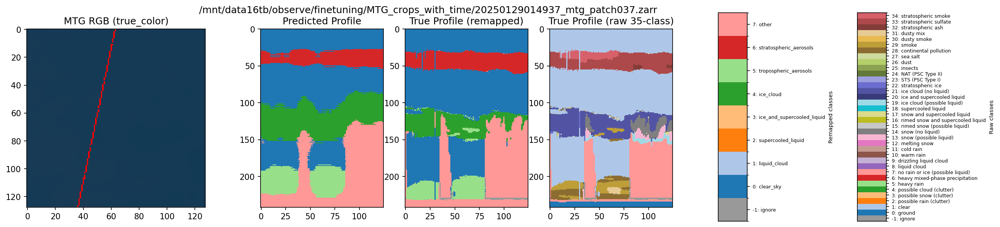 /mnt/data16tb/observe/finetuning/MTG_crops_with_time/20250129014937_mtg_patch037.zarr
MTG RGB (true_color)
0
20
40
60
80
100
120
0 20 40 60 80 100 120
Predicted Profile
0
50
100
150
200
0 25 50 75 100
True Profile (remapped)
0
50
100
150
200
0 25 50 75 100
True Profile (raw 35-class)
0
50
100
150
200
0 25 50 75 100
7: other
6: stratospheric_aerosols
5: tropospheric_aerosols
4: ice_cloud
3: ice_and_supercooled_liquid
2: supercooled_liquid
1: liquid_cloud
0: clear_sky
-1: ignore
Remapped classes
34: stratospheric smoke
33: stratospheric sulfate
32: stratospheric ash
31: dusty mix
30: dusty smoke
29: smoke
28: continental pollution
27: sea salt
26: dust
25: insects
24: NAT (PSC Type II)
23: STS (PSC Type I)
22: stratospheric ice
21: ice cloud (no liquid)
20: ice and supercooled liquid
19: ice cloud (possible liquid)
18: supercooled liquid
17: snow and supercooled liquid
16: rimed snow and supercooled liquid
15: rimed snow (possible liquid)
14: snow (no liquid)
13: snow (possible liquid)
12: melting snow
11: cold rain
10: warm rain
9: drizzling liquid cloud
8: liquid cloud
7: no rain or ice (possible liquid)
6: heavy mixed-phase precipitation
5: heavy rain
4: possible cloud (clutter)
3: possible snow (clutter)
2: possible rain (clutter)
1: clear
0: ground
-1: ignore
Raw classes